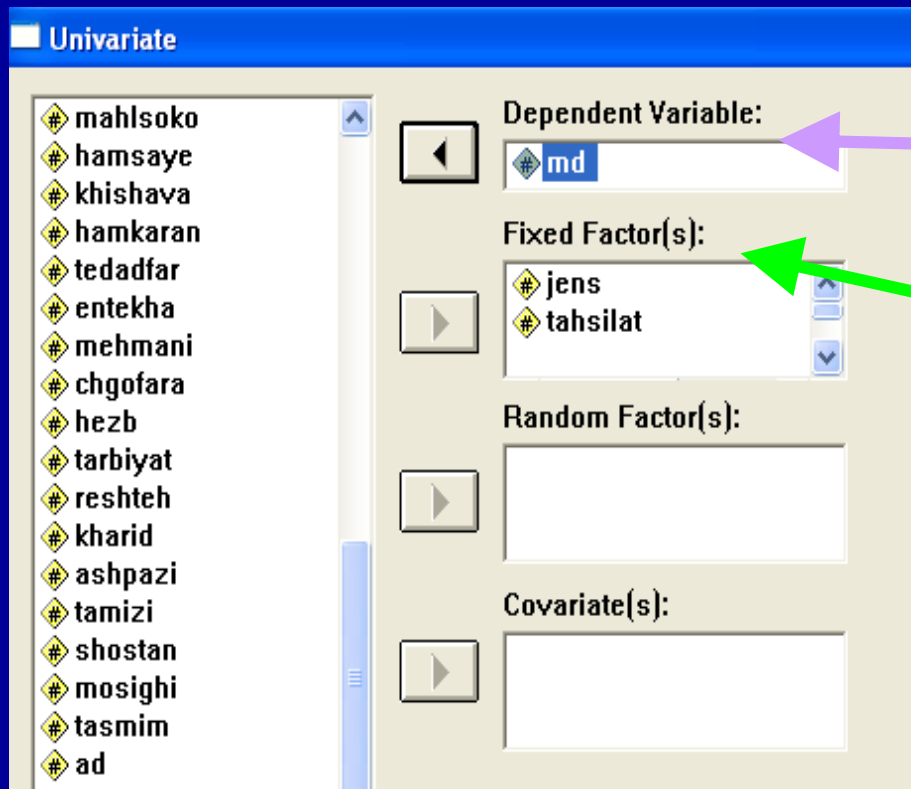 Univariate
mahlsoko
hamsaye
khishava
hamkaran
tedadfar
entekha
mehmani
chgofara
hezb
tarbiyat
reshteh
kharid
ashpazi
tamizi
shostan
mosighi
tasmim
ad
Dependent Variable:
md
Fixed Factor(s):
jens
tahsilat
Random Factor(s):
Covariate(s):